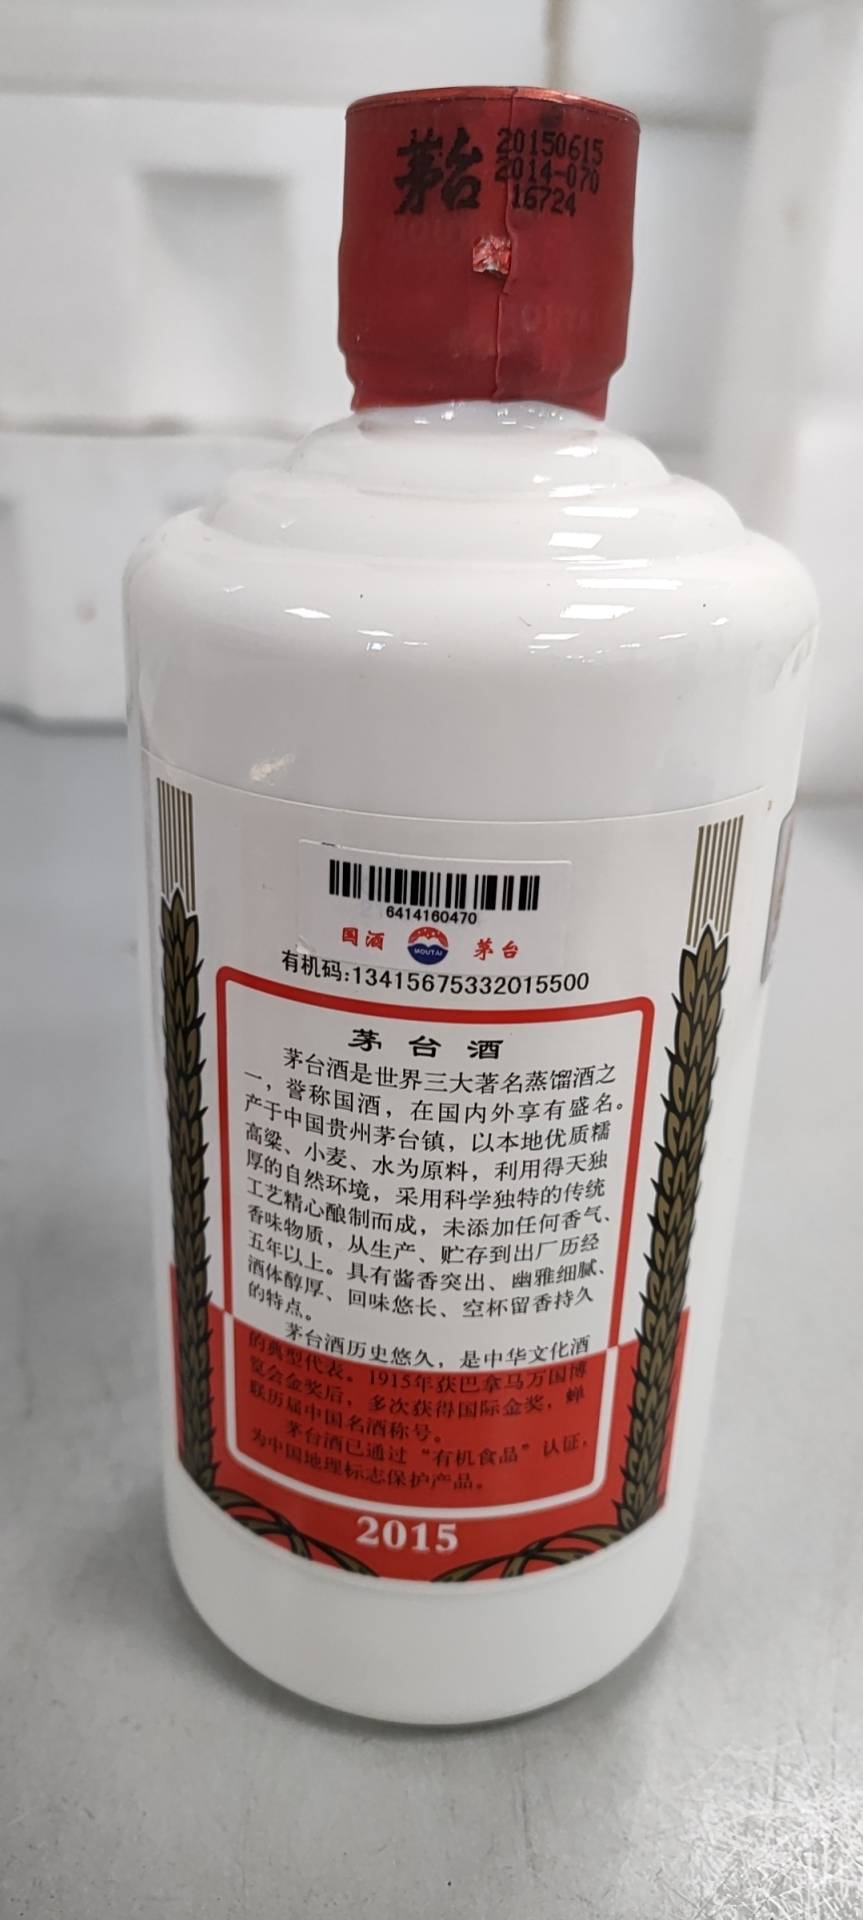 茅台
20150615
2014-070
16724
6414160470
国酒
MOUTAI
茅台
有机码:13415675332015500
茅台酒
茅台酒是世界三大著名蒸馏酒之
一，誉称国酒，在国内外享有盛名。
产于中国贵州茅台镇，以本地优质糯
高粱、小麦、水为原料，利用得天独
厚的自然环境，采用科学独特的传统
工艺精心酿制而成，未添加任何香气、
香味物质，从生产、贮存到出厂历经
五年以上。具有酱香突出、幽雅细腻、
酒体醇厚、回味悠长、空杯留香持久
的特点。
茅台酒历史悠久，是中华文化酒
的典型代表。1915年获巴拿马万国博
览会金奖后，多次获得国际金奖，蝉
联历届中国名酒称号。
茅台酒已通过“有机食品”认证，
为中国地理标志保护产品。
2015